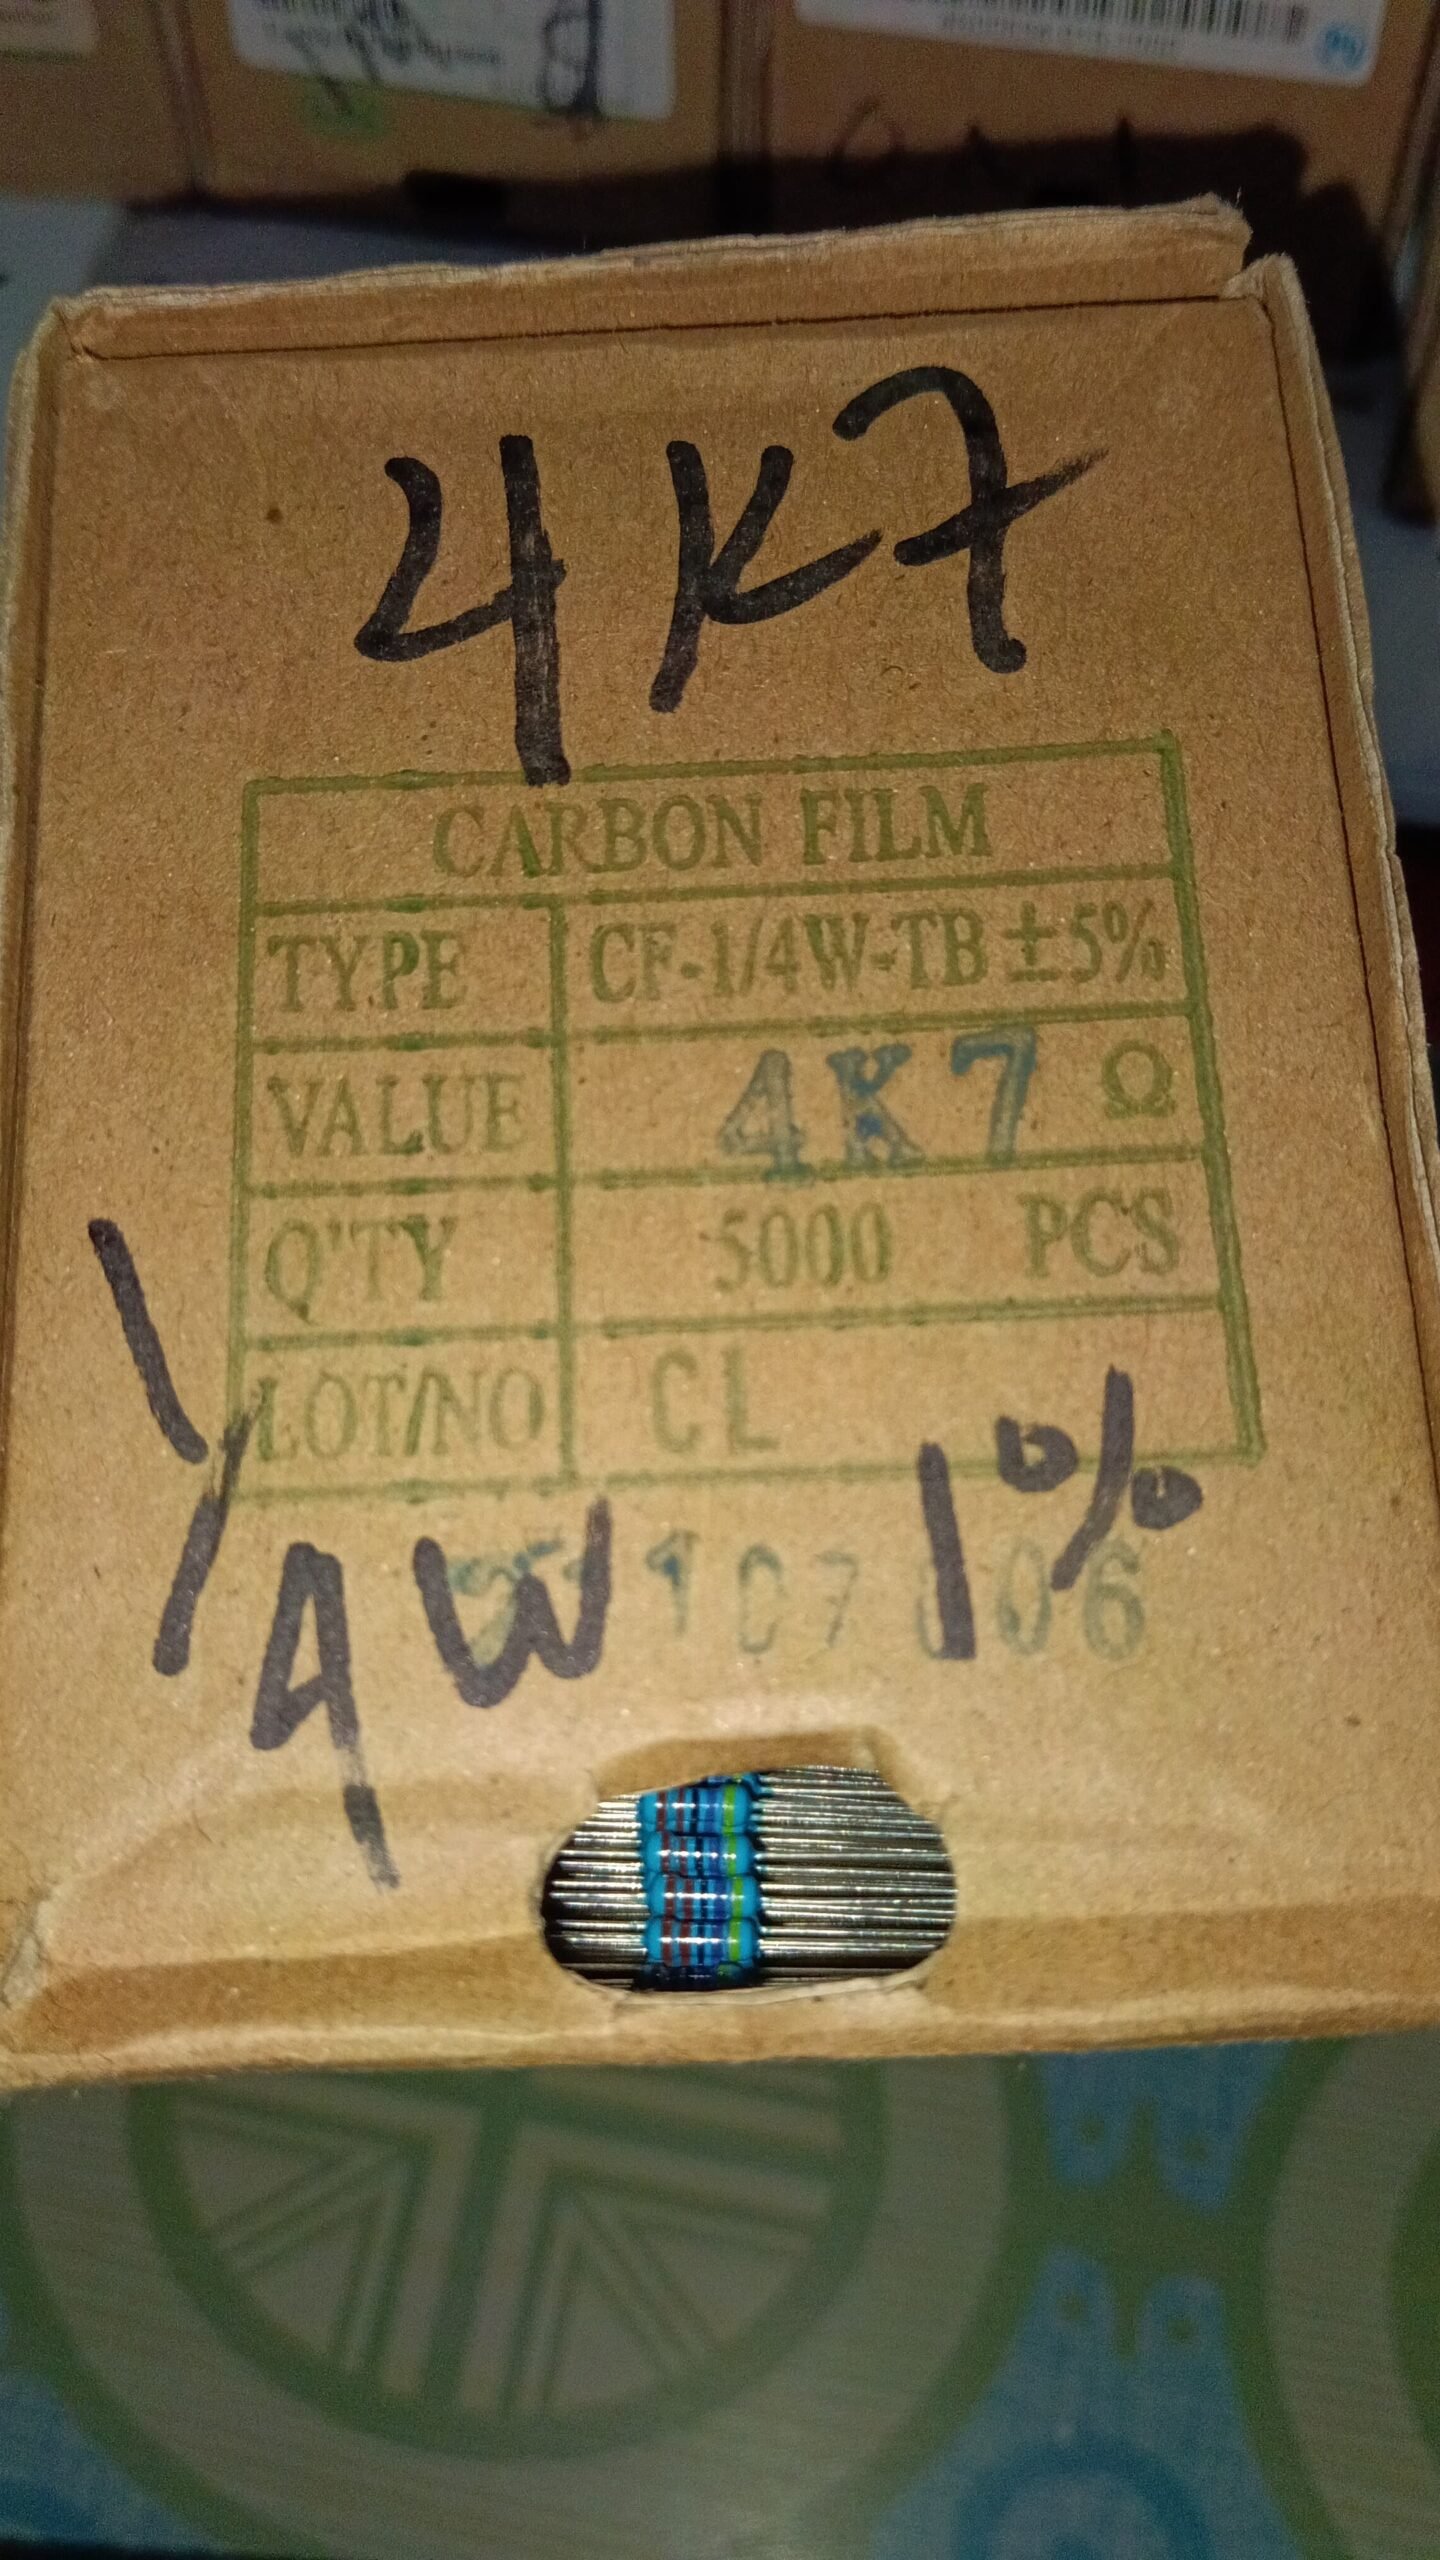 4K7
CARBON FILM
TYPE CF-1/4W-TB ±5%
VALUE 4K7 Ω
Q'TY 5000 PCS
LOT/NO CL
1/4W 1%